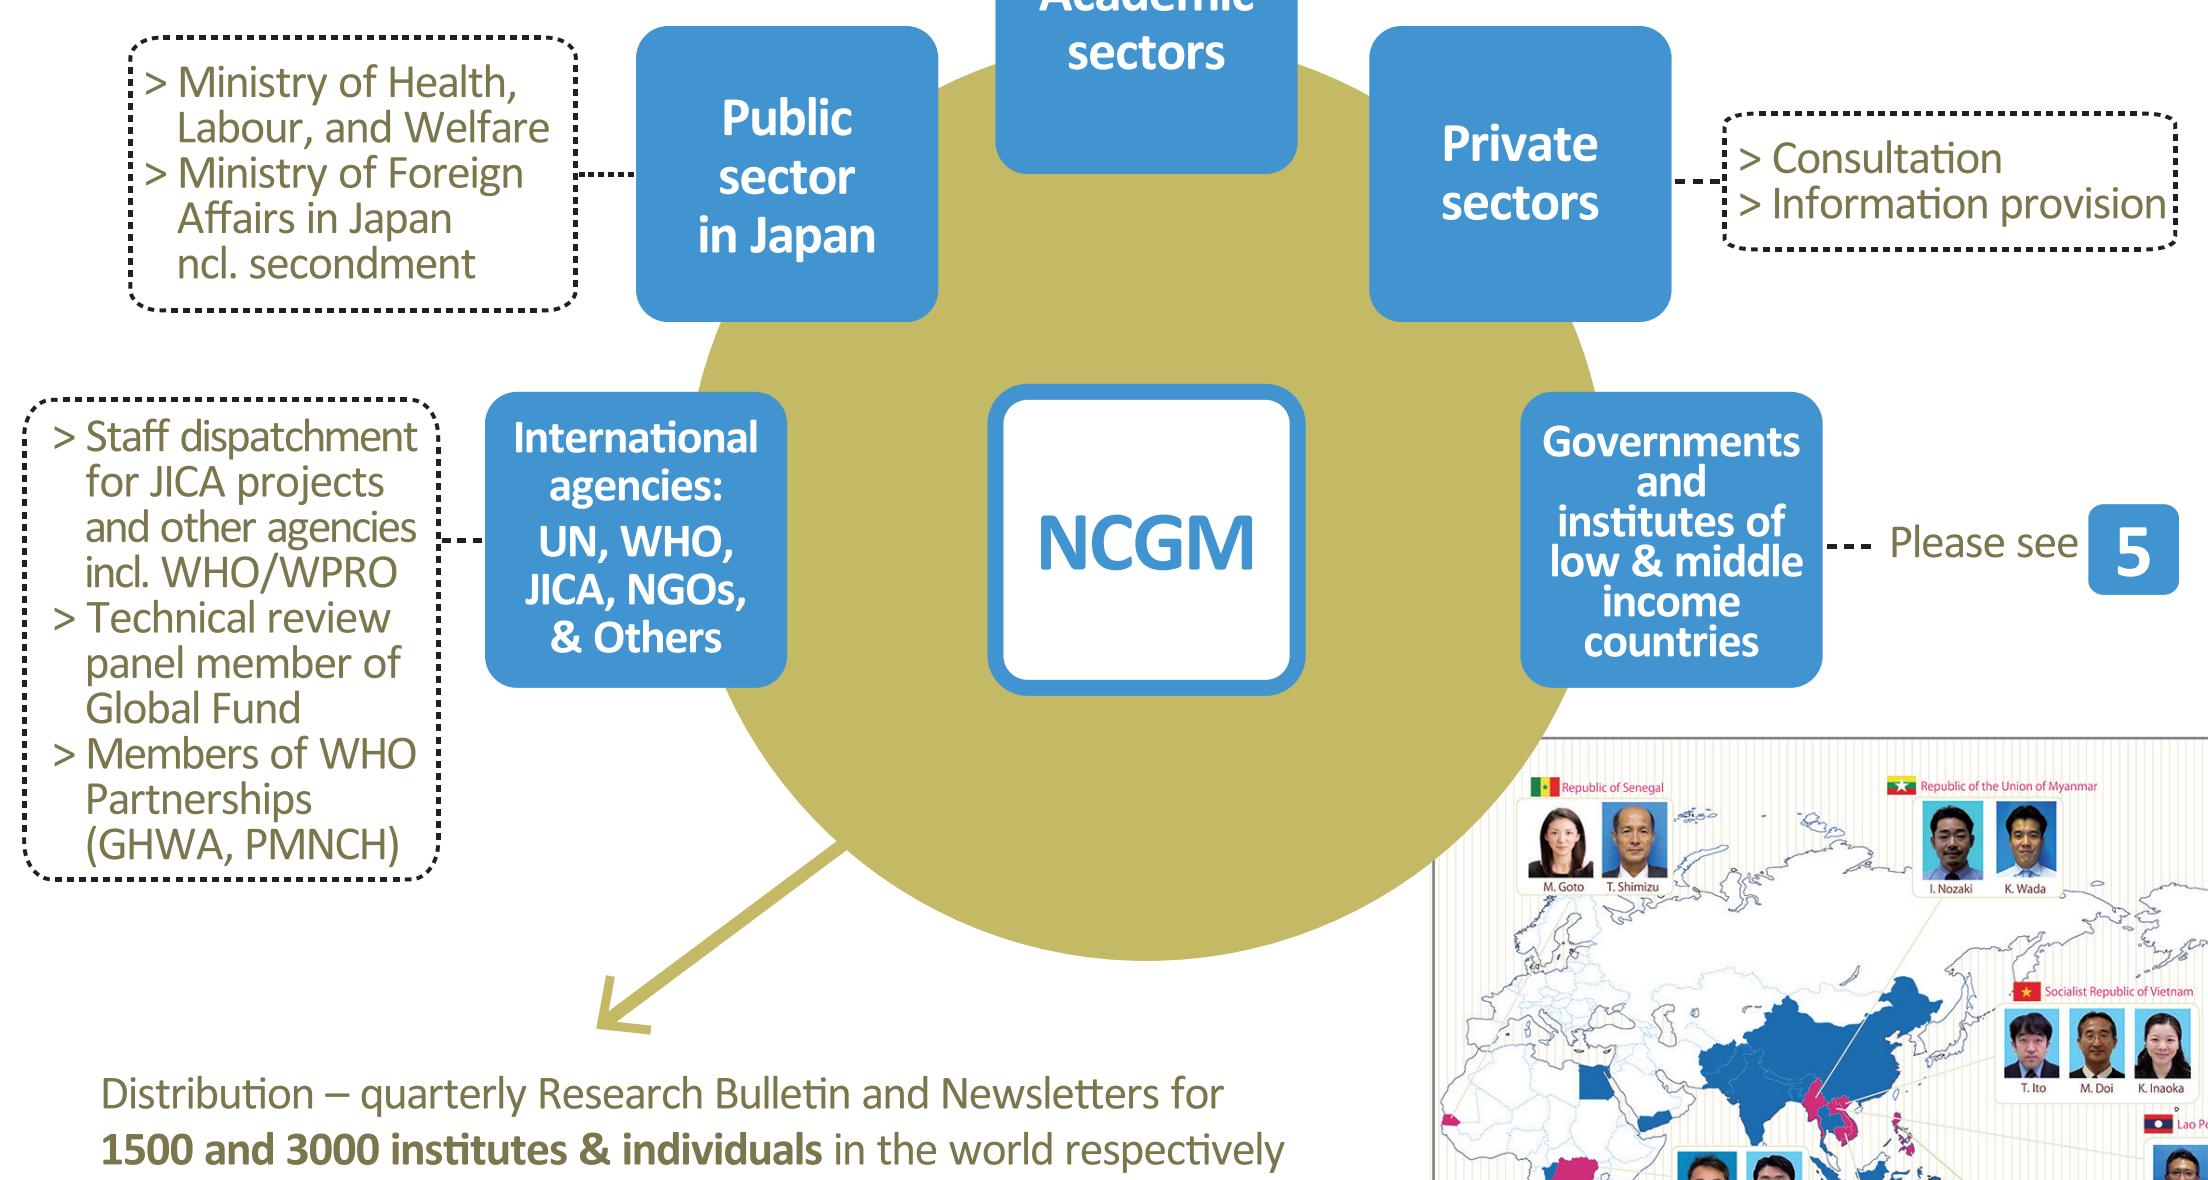 Academic
sectors
> Ministry of Health,
Labour, and Welfare
> Ministry of Foreign
Affairs in Japan
ncl. secondment
Public
sector
in Japan
Private
sectors
> Consultation
> Information provision
> Staff dispatchment
for JICA projects
and other agencies
incl. WHO/WPRO
> Technical review
panel member of
Global Fund
> Members of WHO
Partnerships
(GHWA, PMNCH)
International
agencies:
UN, WHO,
JICA, NGOs,
& Others
NCGM
Governments
and
institutes of
low & middle
income
countries
Please see 5
Republic of Senegal
M. Goto T. Shimizu
Republic of the Union of Myanmar
I. Nozaki K. Wada
Socialist Republic of Vietnam
T. Ito M. Doi K. Inaoka
Lao
Distribution – quarterly Research Bulletin and Newsletters for
1500 and 3000 institutes & individuals in the world respectively